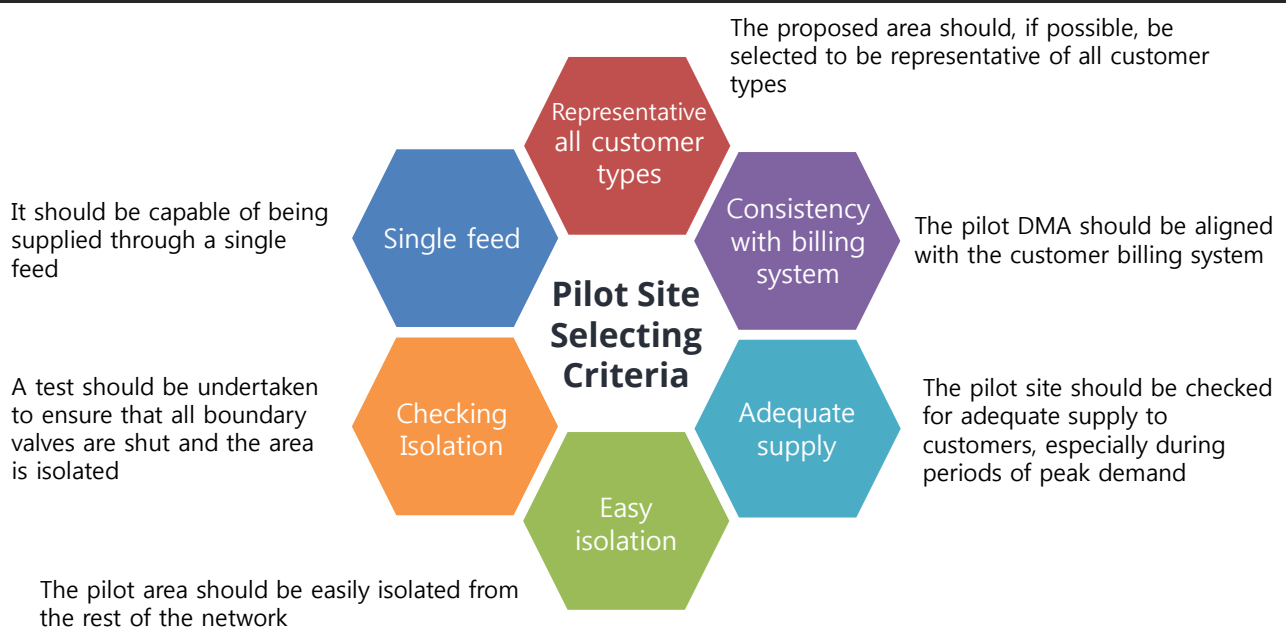 The proposed area should, if possible, be
selected to be representative of all customer
types
Representative
all customer
types
Single feed
It should be capable of being
supplied through a single
feed
Consistency
with billing
system
The pilot DMA should be aligned
with the customer billing system
Pilot Site
Selecting
Criteria
A test should be undertaken
to ensure that all boundary
valves are shut and the area
is isolated
Checking
Isolation
Adequate
supply
The pilot site should be checked
for adequate supply to
customers, especially during
periods of peak demand
Easy
isolation
The pilot area should be easily isolated from
the rest of the network